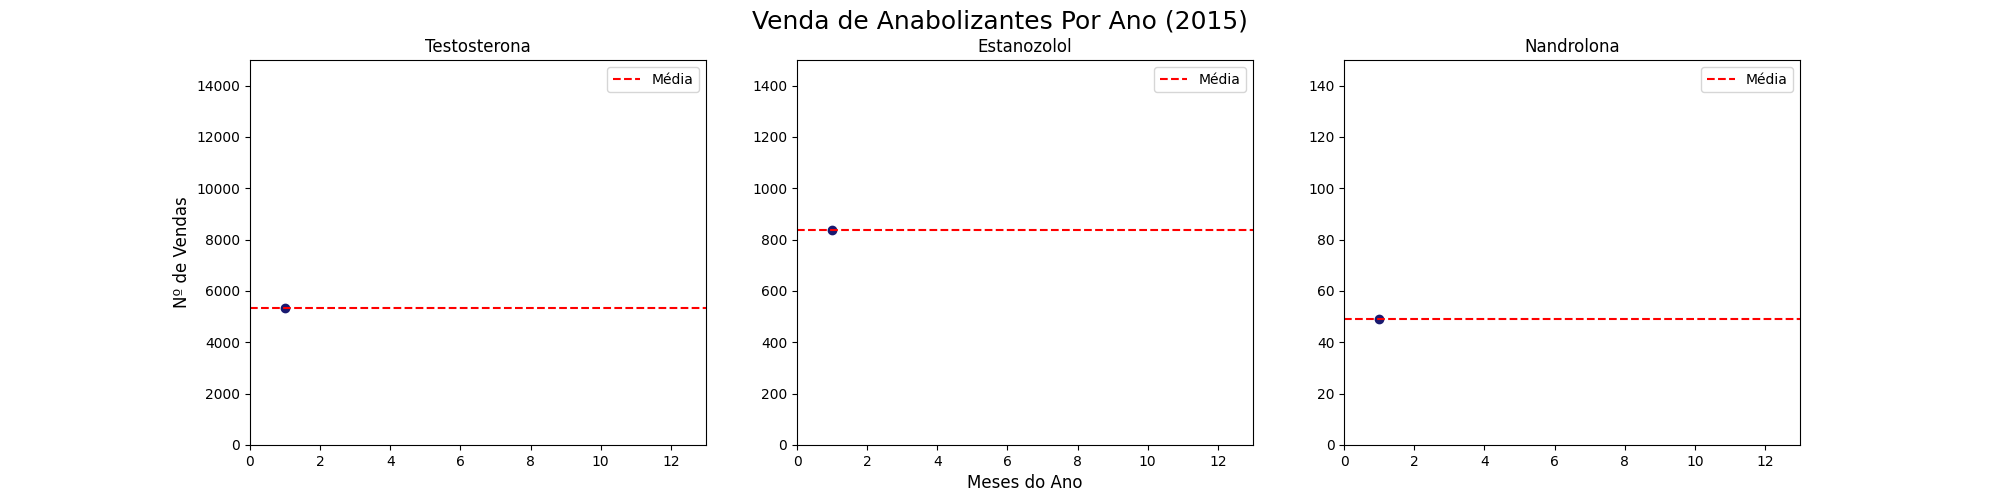 Venda de Anabolizantes Por Ano (2015)
Testosterona
Média
14000
12000
10000
8000
6000
4000
2000
0
Nº de Vendas
0 2 4 6 8 10 12
Estanozolol
Média
1400
1200
1000
800
600
400
200
0
0 2 4 6 8 10 12
Meses do Ano
Nandrolona
Média
140
120
100
80
60
40
20
0
0 2 4 6 8 10 12